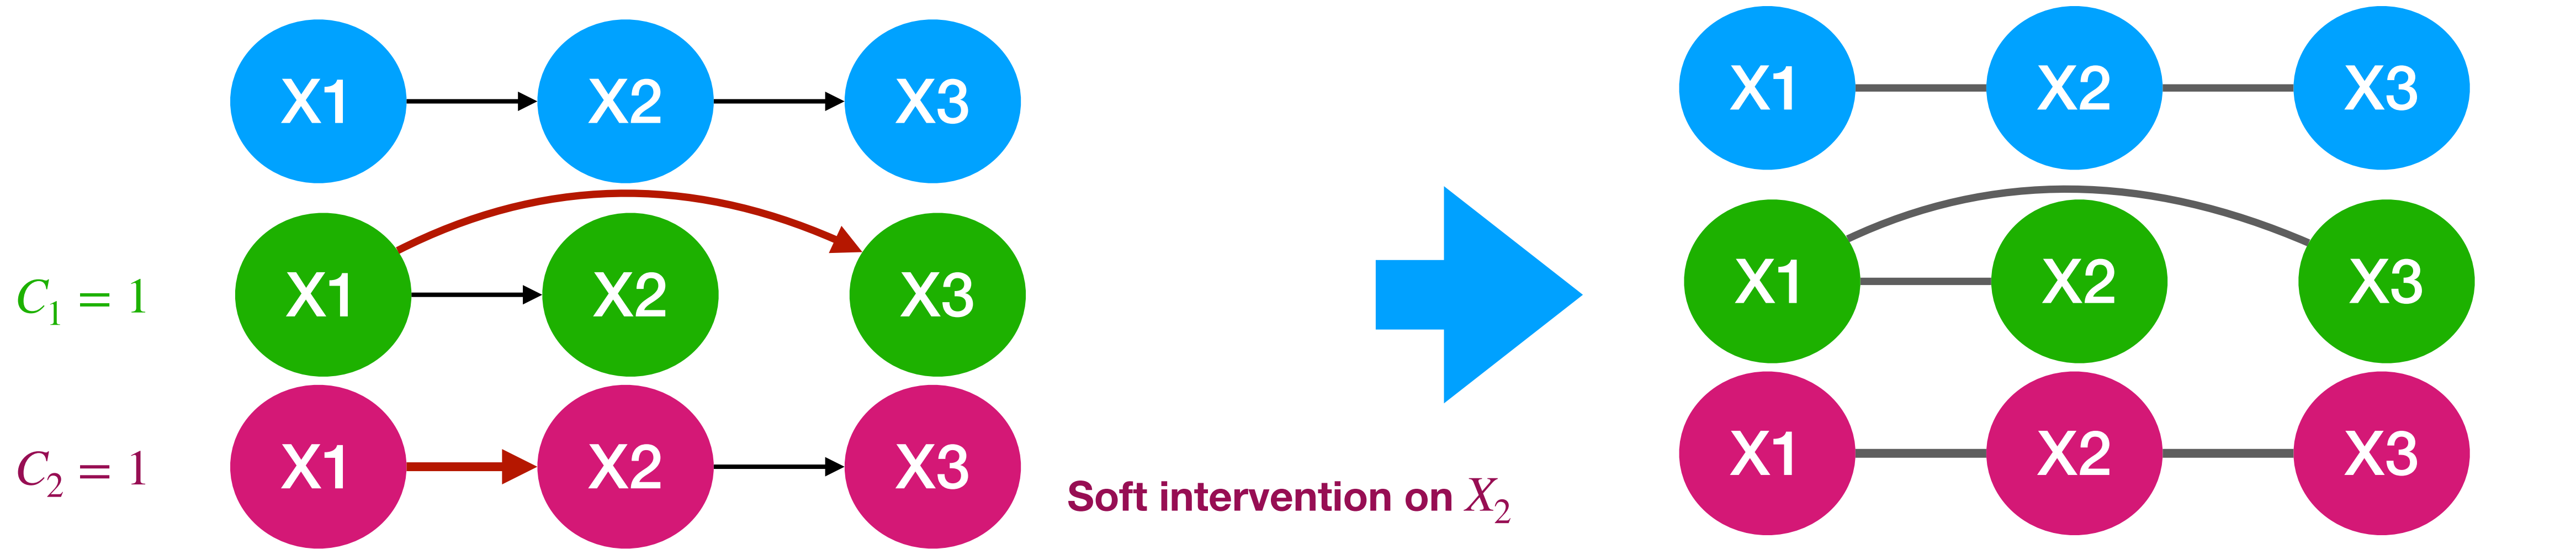 X1 X2 X3 X1 X2 X3
C₁ = 1 X1 X2 X3 X1 X2 X3
C₂ = 1 X1 X2 X3 X1 X2 X3
Soft intervention on X₂